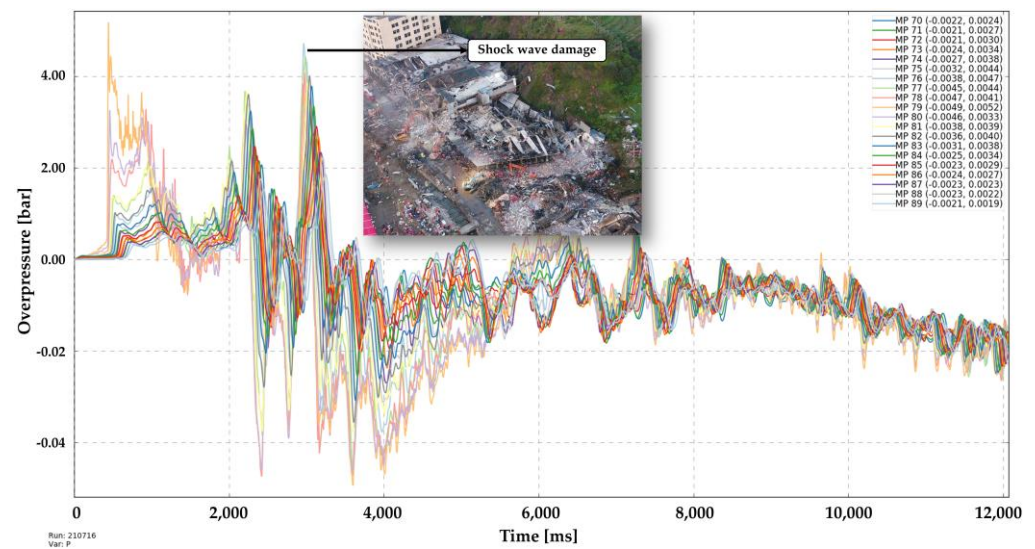 Shock wave damage
MP 70 (-0.0022, 0.0024)
MP 71 (-0.0021, 0.0027)
MP 72 (-0.0021, 0.0030)
MP 73 (-0.0024, 0.0034)
MP 74 (-0.0027, 0.0038)
MP 75 (-0.0032, 0.0044)
MP 76 (-0.0038, 0.0047)
MP 77 (-0.0045, 0.0044)
MP 78 (-0.0047, 0.0041)
MP 79 (-0.0049, 0.0052)
MP 80 (-0.0046, 0.0033)
MP 81 (-0.0038, 0.0039)
MP 82 (-0.0036, 0.0040)
MP 83 (-0.0031, 0.0038)
MP 84 (-0.0025, 0.0034)
MP 85 (-0.0023, 0.0029)
MP 86 (-0.0024, 0.0027)
MP 87 (-0.0023, 0.0023)
MP 88 (-0.0023, 0.0022)
MP 89 (-0.0021, 0.0019)
Overpressure [bar]
4.00
2.00
0.00
-0.02
-0.04
0 2,000 4,000 6,000 8,000 10,000 12,000
Time [ms]
Run: 210716
Var: P